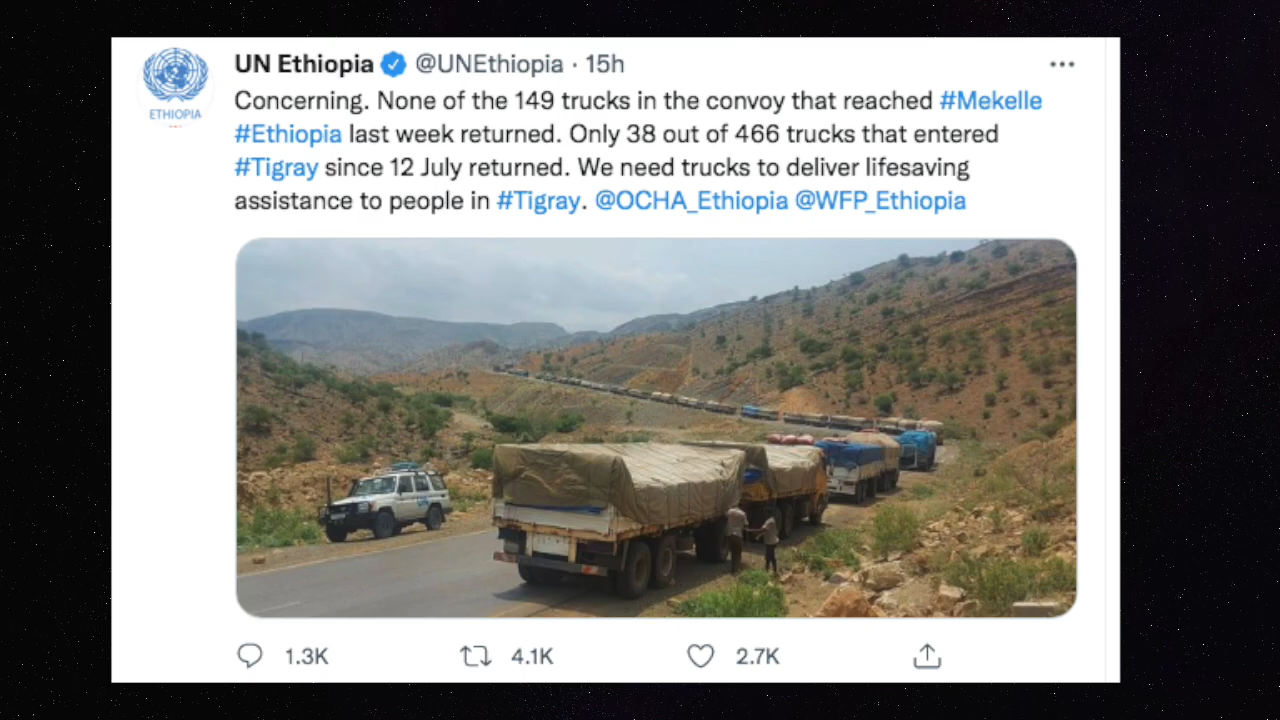 UN Ethiopia @UNEthiopia · 15h
ETHIOPIA
Concerning. None of the 149 trucks in the convoy that reached #Mekelle
#Ethiopia last week returned. Only 38 out of 466 trucks that entered
#Tigray since 12 July returned. We need trucks to deliver lifesaving
assistance to people in #Tigray. @OCHA_Ethiopia @WFP_Ethiopia
1.3K 4.1K 2.7K